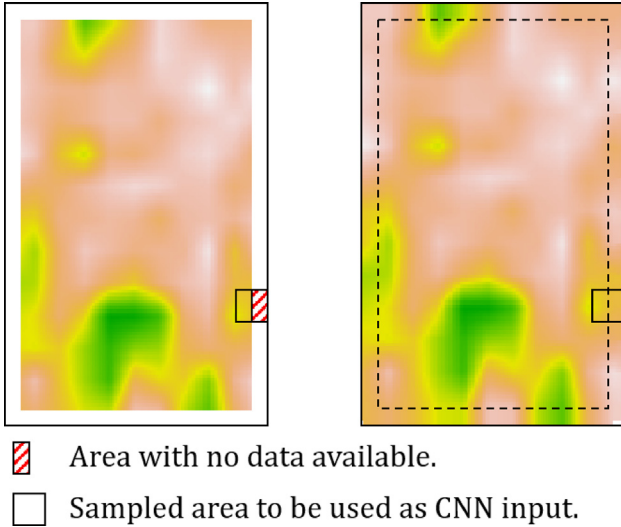 Area with no data available.
Sampled area to be used as CNN input.